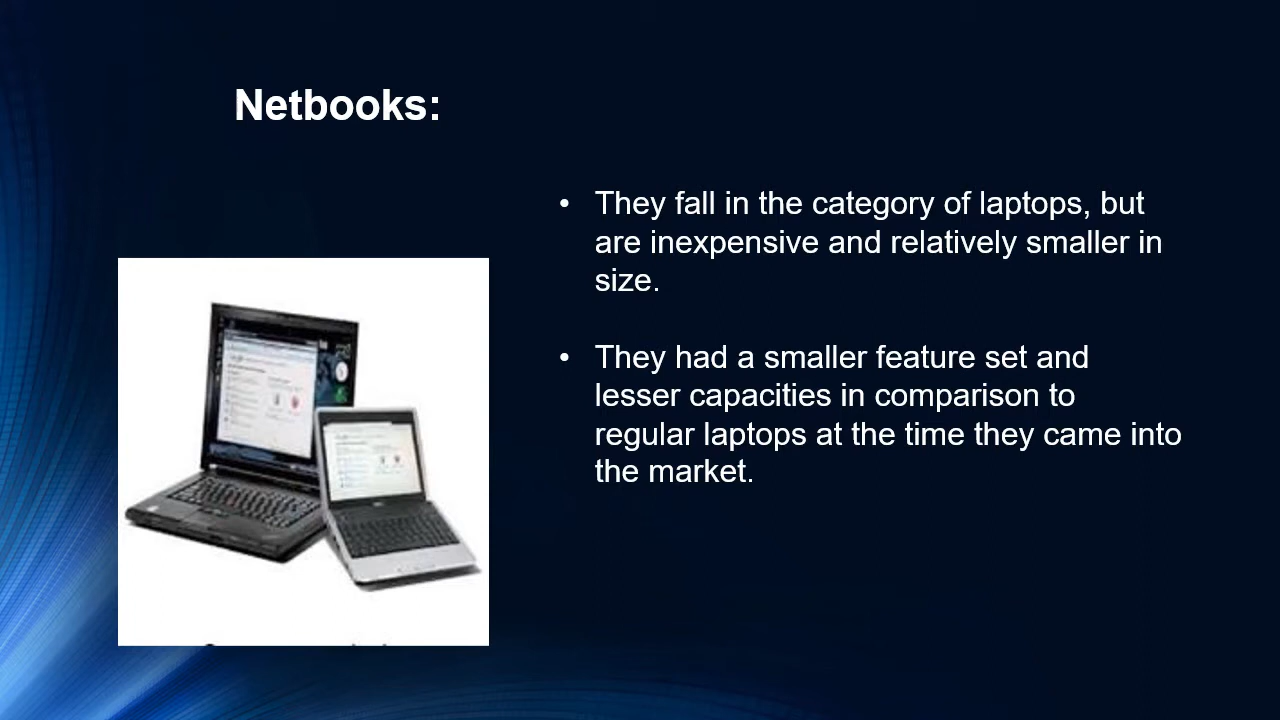 Netbooks:
• They fall in the category of laptops, but
are inexpensive and relatively smaller in
size.
• They had a smaller feature set and
lesser capacities in comparison to
regular laptops at the time they came into
the market.